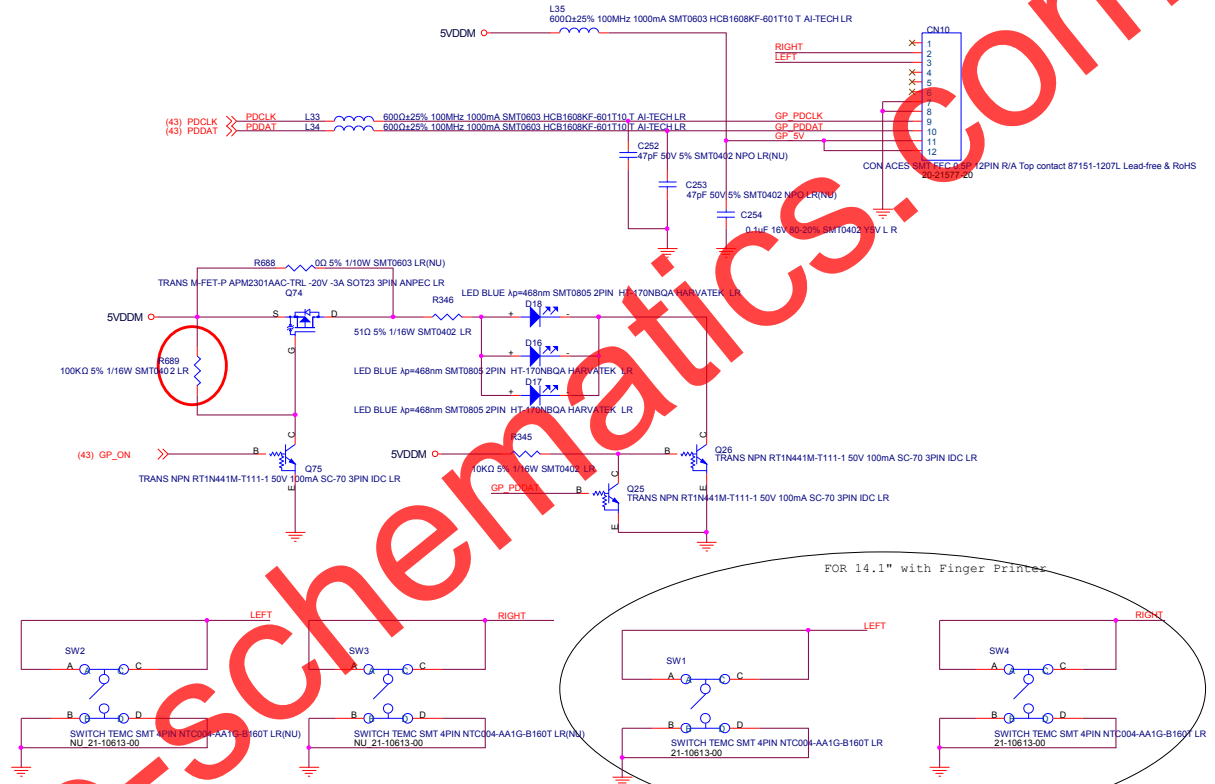 L35
600Ω±25% 100MHz 1000mA SMT0603 HCB1608KF-601T10 T AI-TECH LR
5VDDM
CN10
RIGHT
LEFT
1
2
3
4
5
6
7
8
9
10
11
12
(43) PDCLK
PDCLK
L33
600Ω±25% 100MHz 1000mA SMT0603 HCB1608KF-601T10 T AI-TECH LR
GP_PDCLK
(43) PDDAT
PDDAT
L34
600Ω±25% 100MHz 1000mA SMT0603 HCB1608KF-601T10 T AI-TECH LR
GP_PDDAT
GP_5V
C252
47pF 50V 5% SMT0402 NPO LR(NU)
CON ACES SMT FFC 0.5P 12PIN R/A Top contact 87151-1207L Lead-free & RoHS
20-21577-20
C253
47pF 50V 5% SMT0402 NPO LR(NU)
C254
0.1uF 16V 80-20% SMT0402 Y5V L R
R688
0Ω 5% 1/10W SMT0603 LR(NU)
TRANS M-FET-P APM2301AAC-TRL -20V -3A SOT23 3PIN ANPEC LR
Q74
LED BLUE λp=468nm SMT0805 2PIN HT-170NBQA HARVATEK LR
R346
D18
5VDDM
S
D
+
-
51Ω 5% 1/16W SMT0402 LR
G
D16
+
-
R689
100KΩ 5% 1/16W SMT0402 LR
LED BLUE λp=468nm SMT0805 2PIN HT-170NBQA HARVATEK LR
D17
+
-
LED BLUE λp=468nm SMT0805 2PIN HT-170NBQA HARVATEK LR
C
R345
C
(43) GP_ON
B
5VDDM
B
Q26
TRANS NPN RT1N441M-T111-1 50V 100mA SC-70 3PIN IDC LR
Q75
10KΩ 5% 1/16W SMT0402 LR
C
TRANS NPN RT1N441M-T111-1 50V 100mA SC-70 3PIN IDC LR
E
GP_PDDAT
B
Q25
TRANS NPN RT1N441M-T111-1 50V 100mA SC-70 3PIN IDC LR
E
E
FOR 14.1" with Finger Printer
LEFT
RIGHT
LEFT
RIGHT
SW2
A
A
C
C
B
B
D
D
SWITCH TEMC SMT 4PIN NTC004-AA1G-B160T LR(NU)
NU_21-10613-00
SW3
A
A
C
C
B
B
D
D
SWITCH TEMC SMT 4PIN NTC004-AA1G-B160T LR(NU)
NU_21-10613-00
SW1
A
A
C
C
B
B
D
D
SWITCH TEMC SMT 4PIN NTC004-AA1G-B160T LR
21-10613-00
SW4
A
A
C
C
B
B
D
D
SWITCH TEMC SMT 4PIN NTC004-AA1G-B160T LR
21-10613-00
-schematics.com